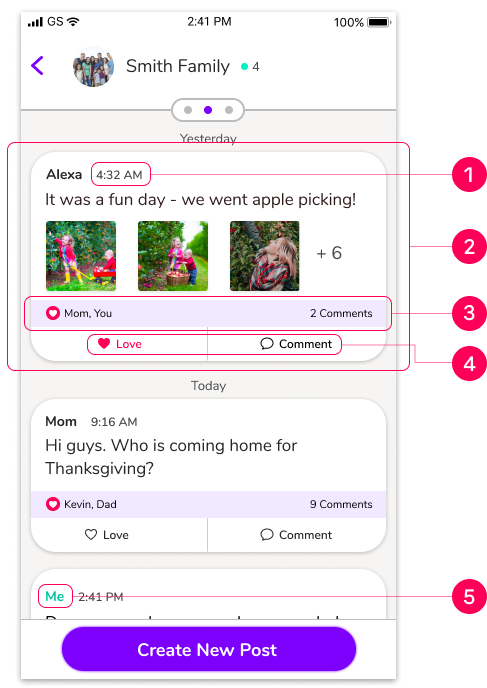 GS 2:41 PM 100%
Smith Family 4
Yesterday
Alexa 4:32 AM
1
It was a fun day - we went apple picking!
2
+ 6
Mom, You 2 Comments
3
Love Comment
4
Today
Mom 9:16 AM
Hi guys. Who is coming home for
Thanksgiving?
Kevin, Dad 9 Comments
Love Comment
Me 2:41 PM
5
Create New Post